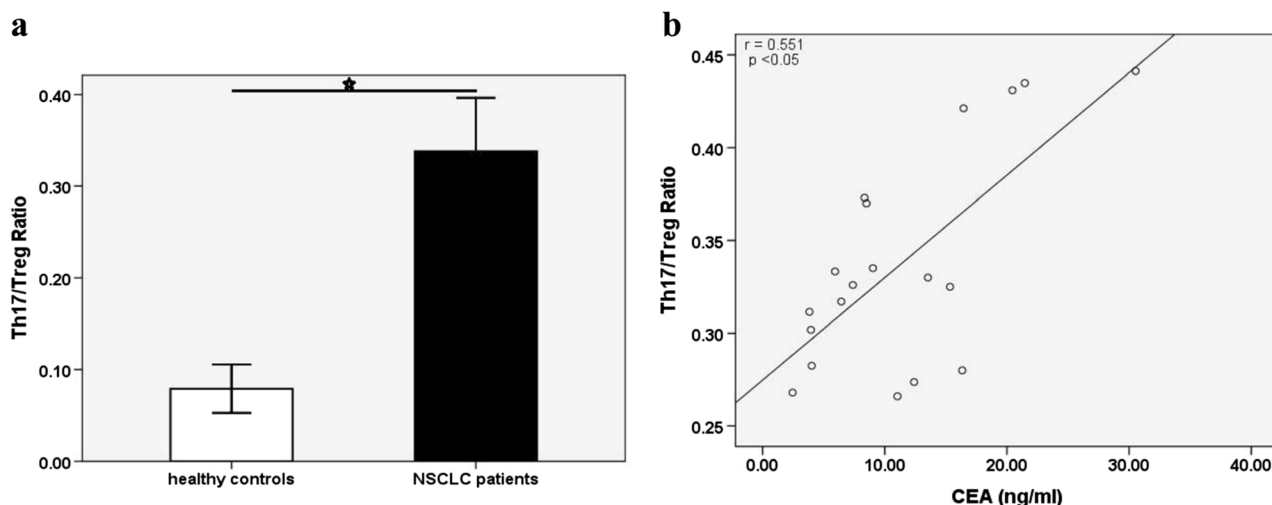 a
Th17/Treg Ratio
0.40
0.30
0.20
0.10
0.00
healthy controls
NSCLC patients
b
r = 0.551
p <0.05
Th17/Treg Ratio
0.45
0.40
0.35
0.30
0.25
0.00 10.00 20.00 30.00 40.00
CEA (ng/ml)